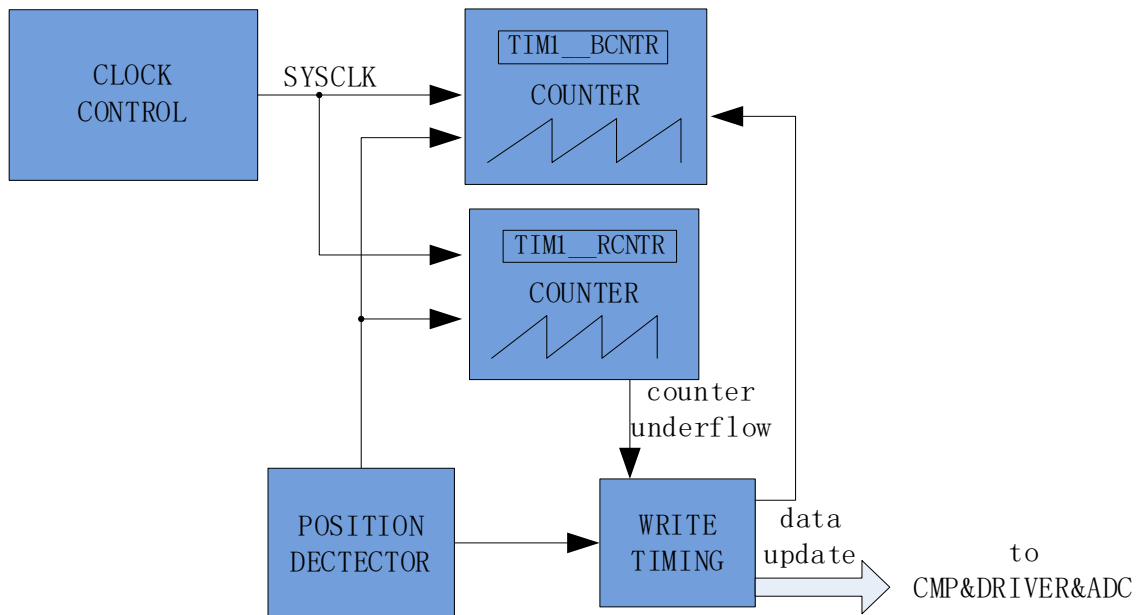 CLOCK
CONTROL
SYSCLK
TIM1__BCNTR
COUNTER
TIM1__RCNTR
COUNTER
counter
underflow
POSITION
DECTECTOR
WRITE
TIMING
data
update
to
CMP&DRIVER&ADC